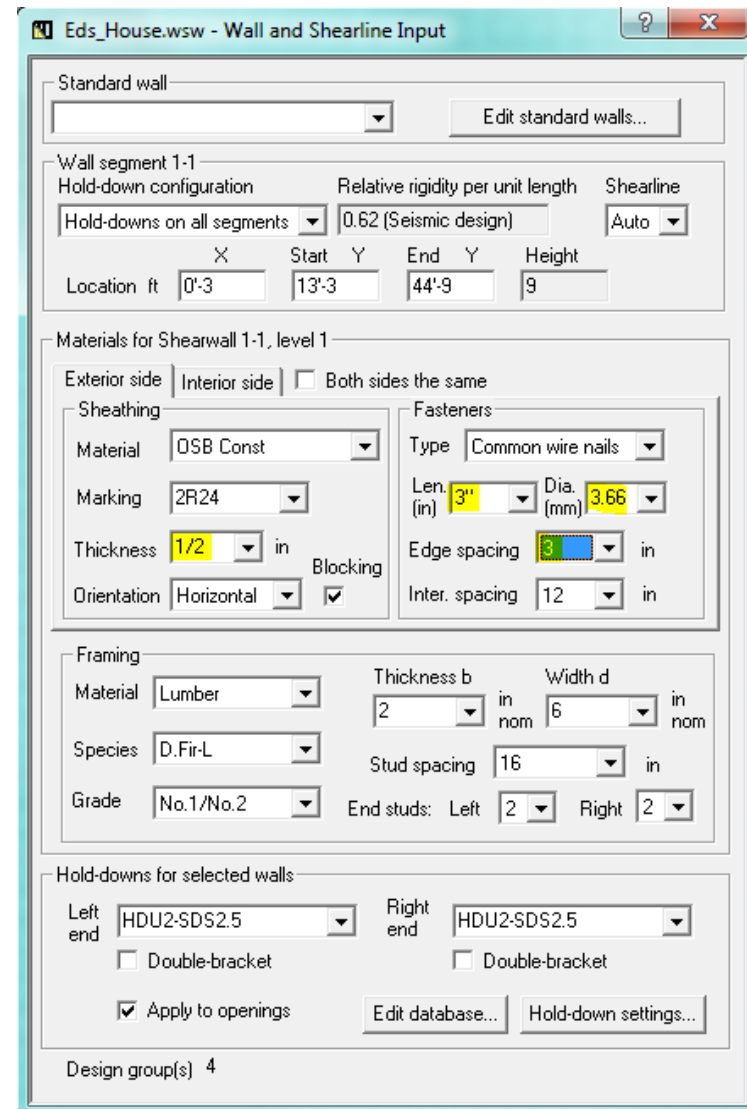 Eds_House.wsw - Wall and Shearline Input
Standard wall
Edit standard walls...
Wall segment 1-1
Hold-down configuration Relative rigidity per unit length Shearline
Hold-downs on all segments 0.62 (Seismic design) Auto
X Start Y End Y Height
Location ft 0'-3 13'-3 44'-9 9
Materials for Shearwall 1-1, level 1
Exterior side Interior side Both sides the same
Sheathing Fasteners
Material OSB Const Type Common wire nails
Marking 2R24 Len. (in) 3" Dia. (mm) 3.66
Thickness 1/2 in Edge spacing 3 in
Blocking
Orientation Horizontal Inter. spacing 12 in
Framing
Thickness b Width d
Material Lumber 2 in nom 6 in nom
Species D.Fir-L Stud spacing 16 in
Grade No.1/No.2 End studs: Left 2 Right 2
Hold-downs for selected walls
Left end HDU2-SDS2.5 Right end HDU2-SDS2.5
Double-bracket Double-bracket
Apply to openings Edit database... Hold-down settings...
Design group(s) 4